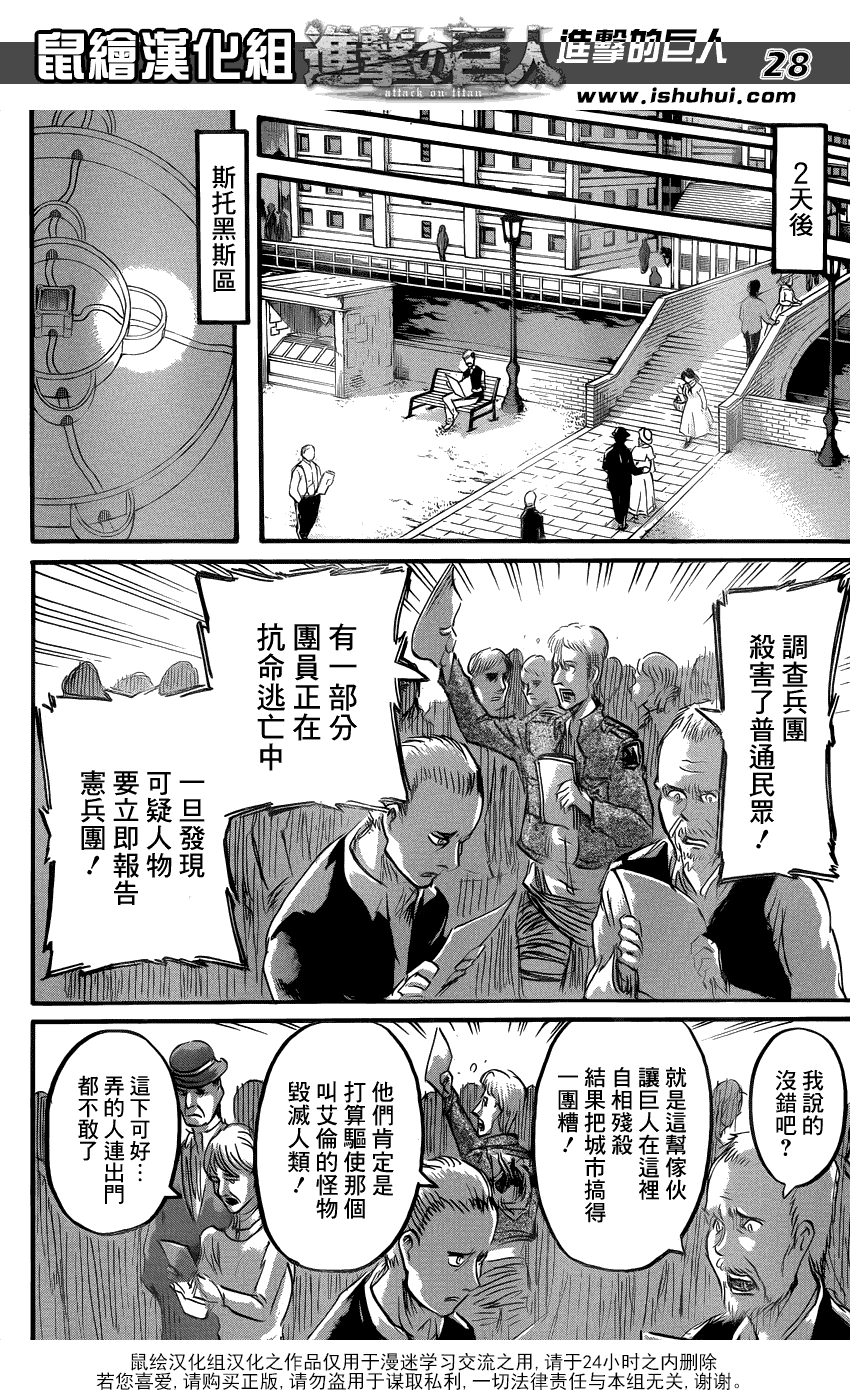 鼠繪漢化組
進撃の巨人
attack on titan
進擊的巨人
28
www.ishuhui.com
2天後
斯托黑斯區
調查兵團
殺害了普通民眾！
有一部分
團員正在
抗命逃亡中
一旦發現
可疑人物
要立即報告
憲兵團！
我說的
沒錯吧？
就是這幫傢伙
讓巨人在這裡
自相殘殺
結果把城市搞得
一團糟！
他們肯定是
打算驅使那個
叫艾倫的怪物
毀滅人類！
這下可好…
弄的人連出門
都不敢了
鼠绘汉化组汉化之作品仅用于漫迷学习交流之用,请于24小时之内删除
若您喜爱,请购买正版,请勿盗用于谋取私利,一切法律责任与本组无关,谢谢。